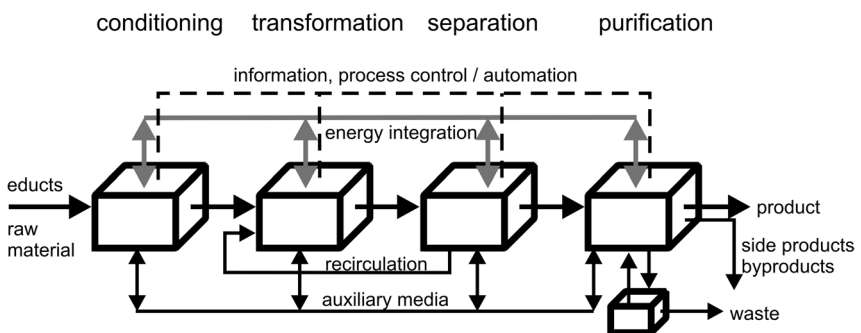 conditioning transformation separation purification
information, process control / automation
energy integration
educts
raw
material
product
side products
byproducts
recirculation
auxiliary media
waste